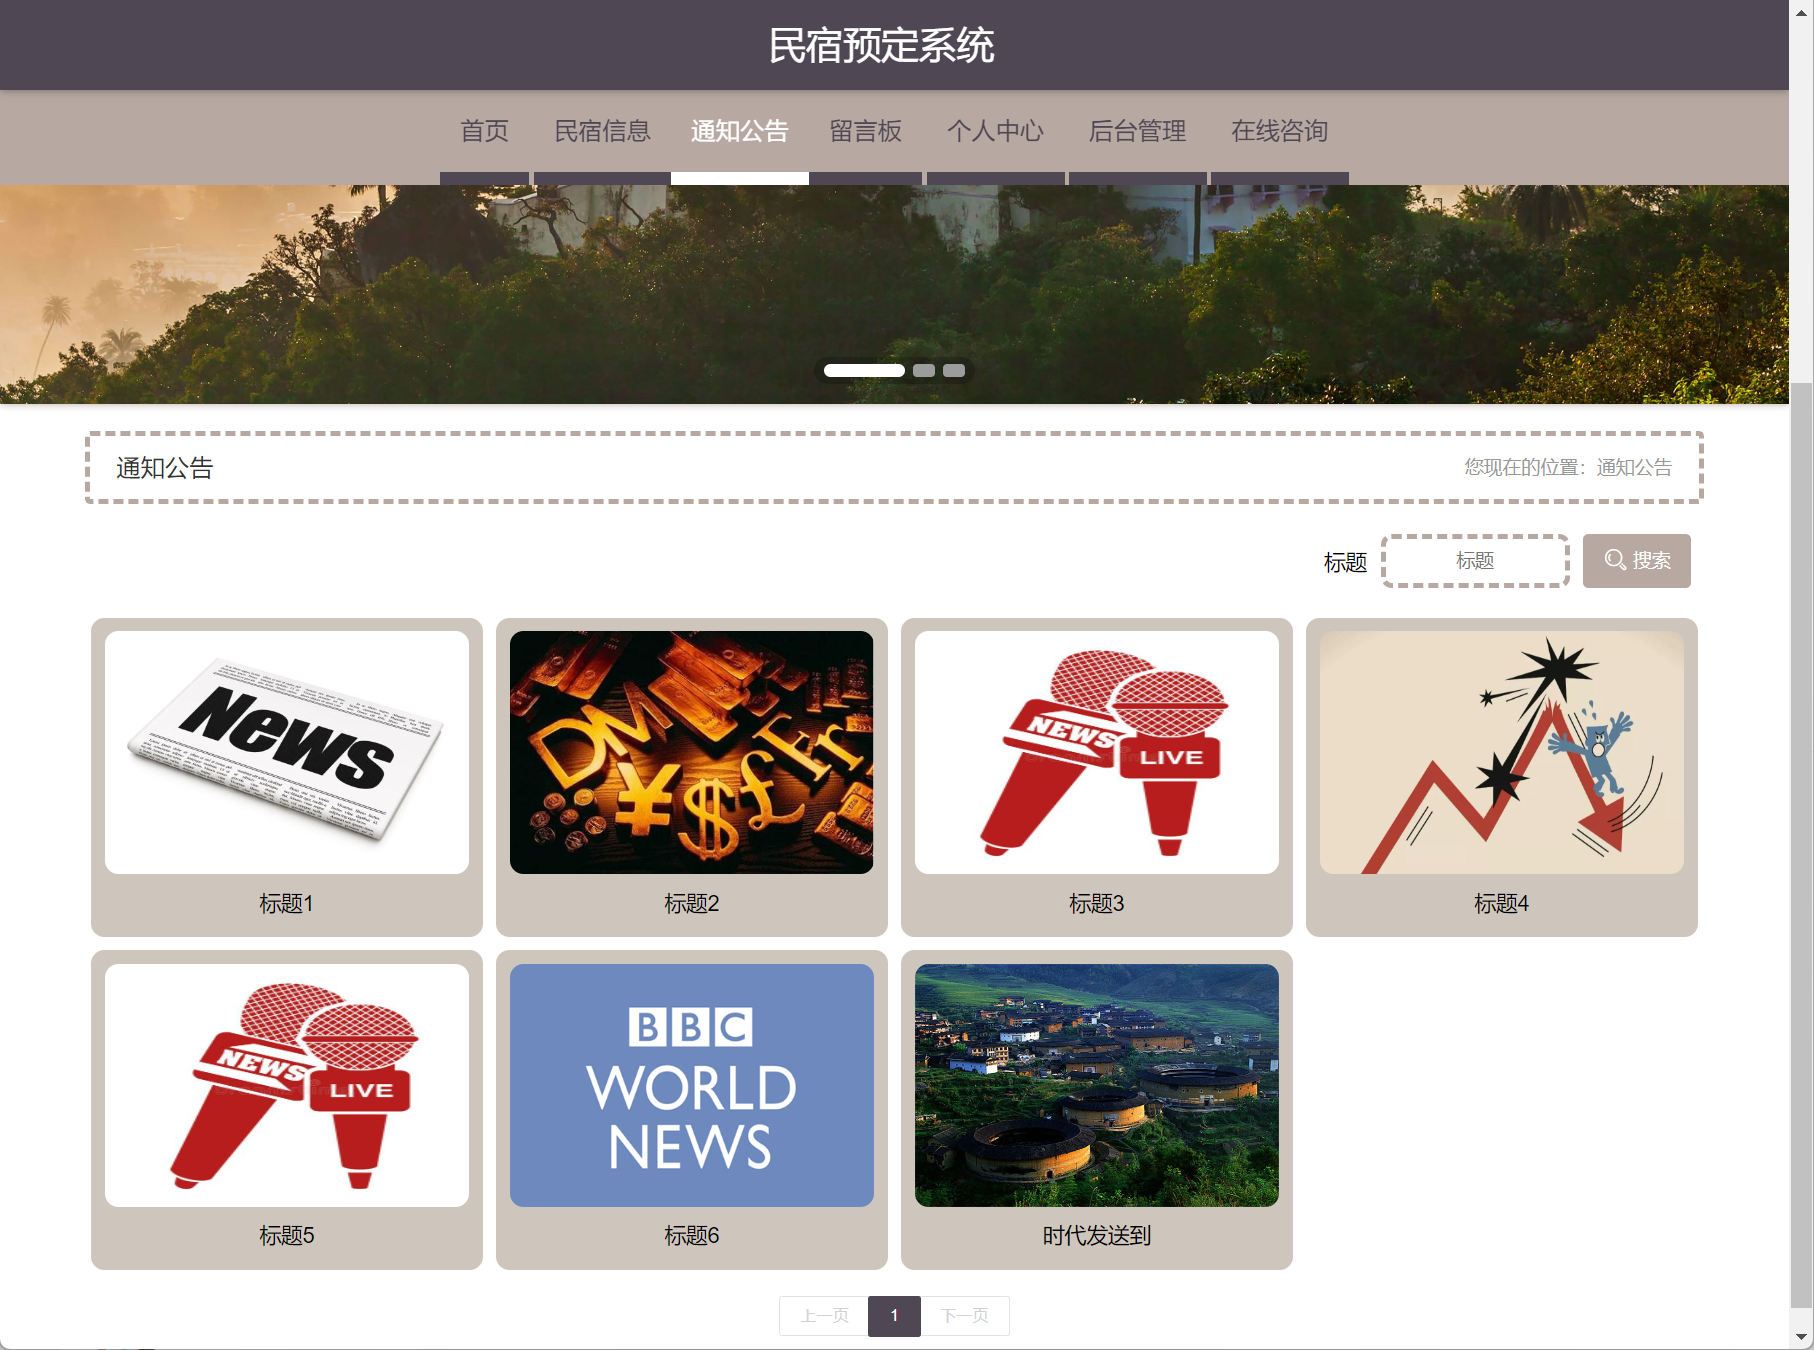 民宿预定系统
首页 民宿信息 通知公告 留言板 个人中心 后台管理 在线咨询
通知公告 您现在的位置：通知公告
标题 标题 搜索
News
DM
¥$£Fr
NEWS
LIVE
标题1 标题2 标题3 标题4
NEWS
LIVE
BBC
WORLD
NEWS
标题5 标题6 时代发送到
上一页 1 下一页